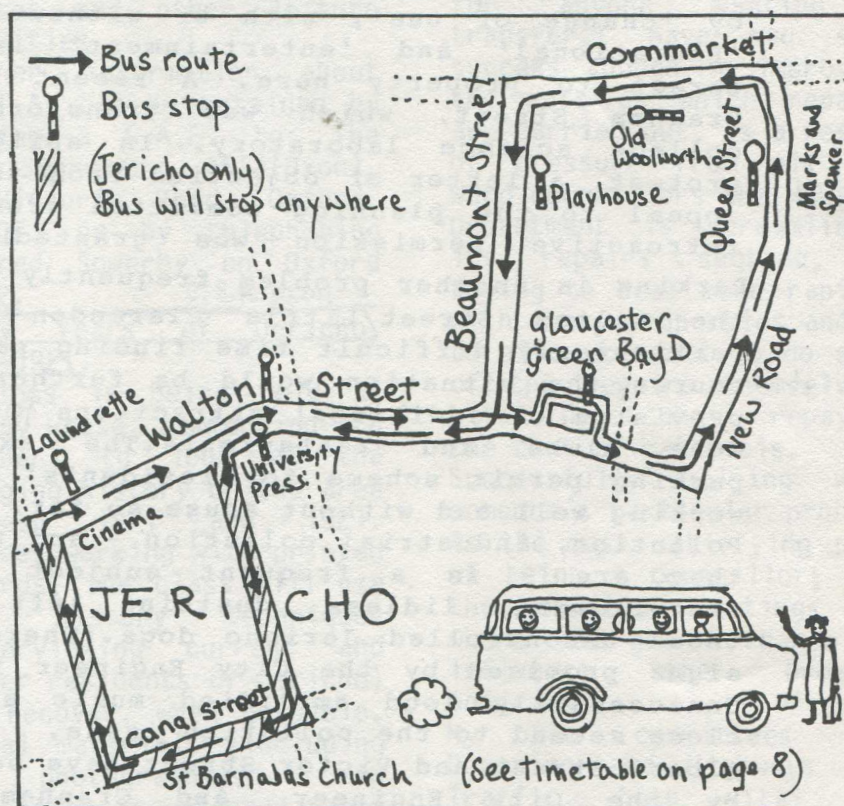 Bus route
Bus stop
(Jericho only)
Bus will stop anywhere
Cornmarket
Beaumont Street
Old
Woolworths
Playhouse
Queen Street
Marks and
Spencer
Gloucester
Green Bay D
New Road
Walton Street
Laundrette
University
Press
Cinema
JERICHO
Canal Street
St Barnabas Church
(See timetable on page 8)